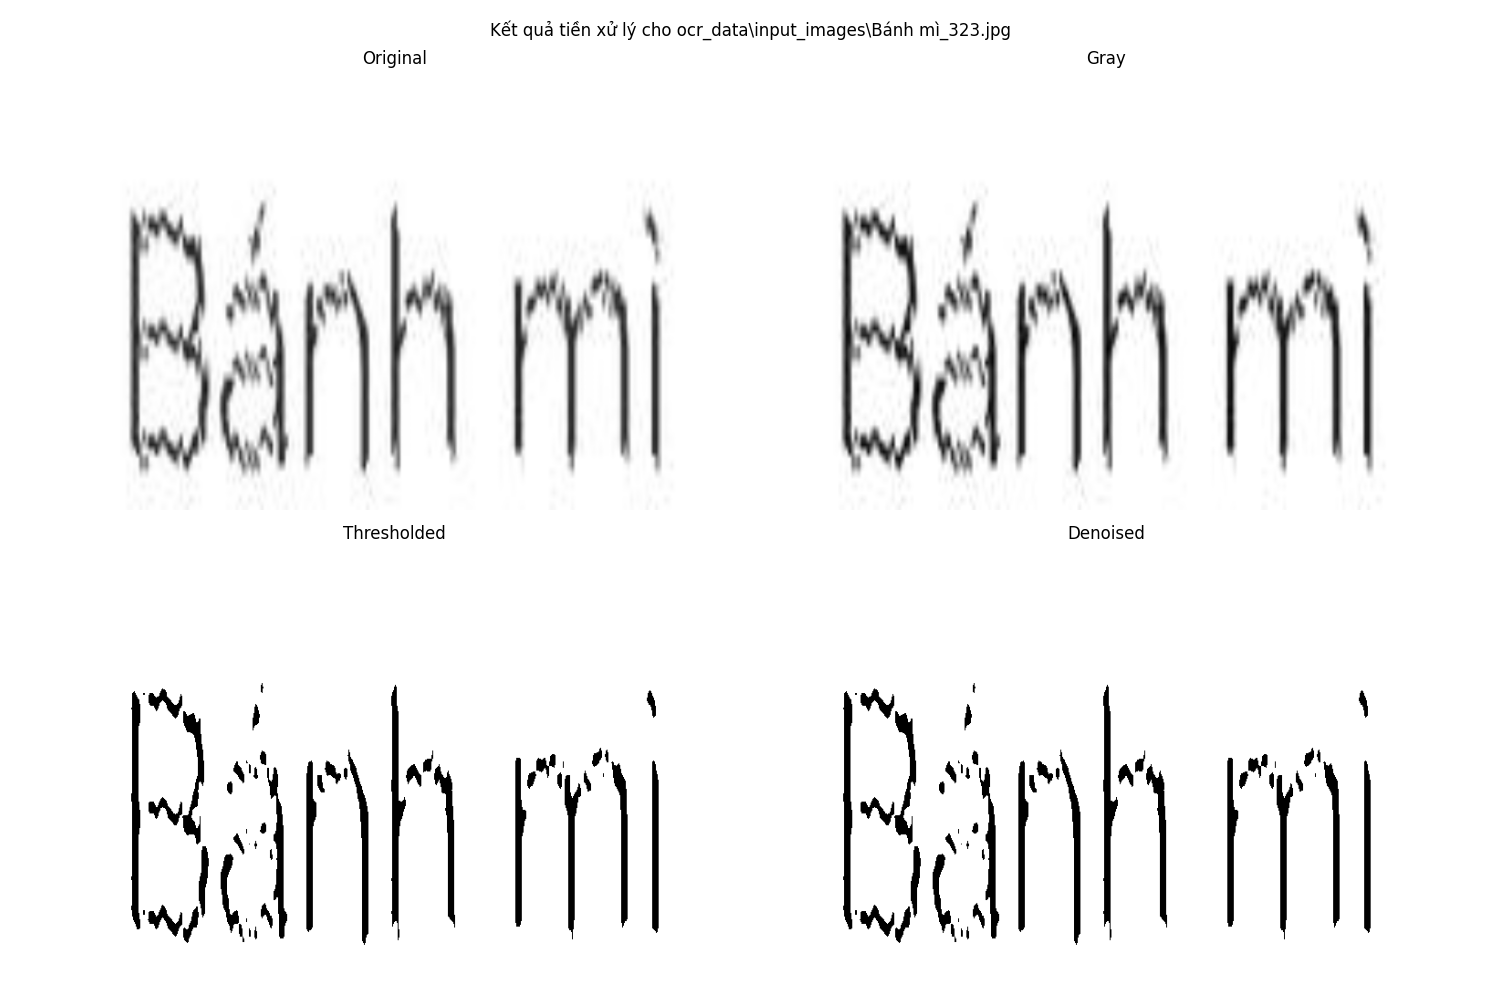 Kết quả tiền xử lý cho ocr_data\input_images\Bánh mì_323.jpg
Original
Gray
Bánh mì
Bánh mì
Thresholded
Denoised
Bánh mì
Bánh mì